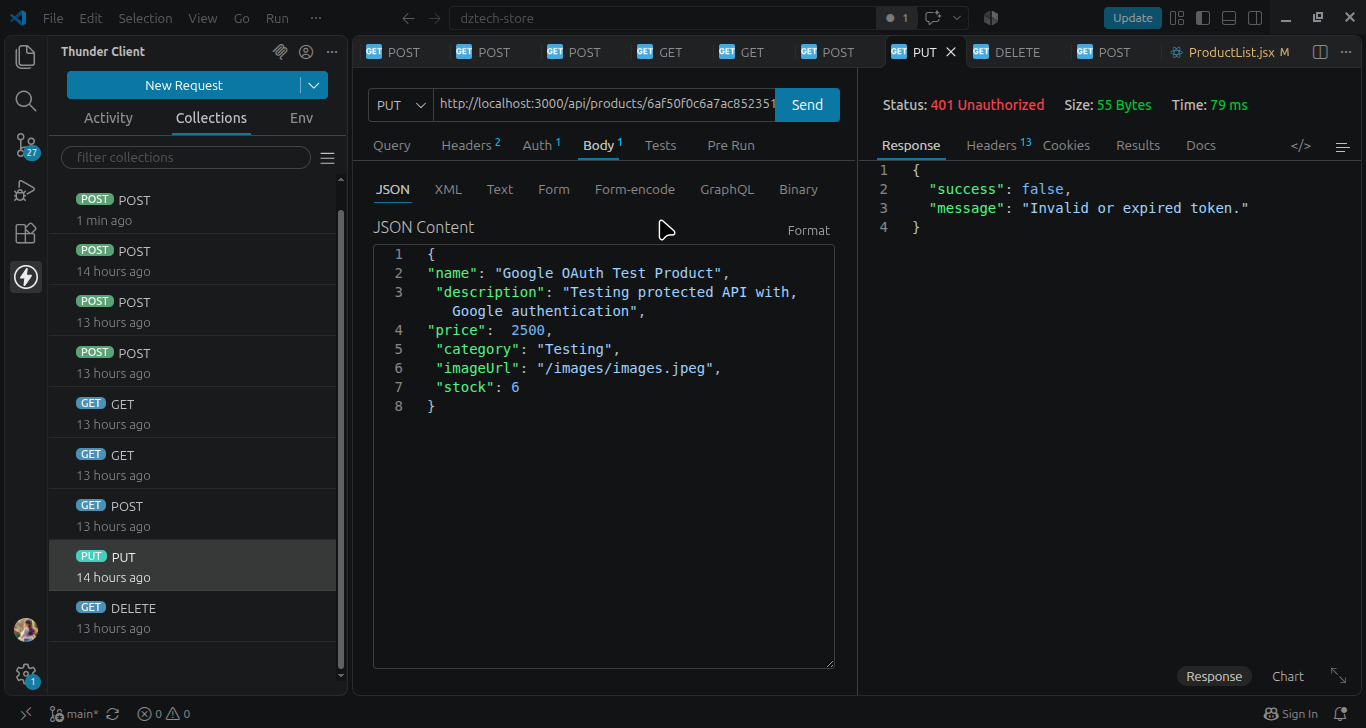 File Edit Selection View Go Run ···
dztech-store
1
Update
Thunder Client
New Request
Activity Collections Env
filter collections
POST POST
1 min ago
POST POST
14 hours ago
POST POST
13 hours ago
POST POST
13 hours ago
GET GET
13 hours ago
GET GET
13 hours ago
GET POST
13 hours ago
PUT PUT
14 hours ago
GET DELETE
13 hours ago
27
1
GET POST GET POST GET POST GET GET GET GET GET POST GET PUT GET DELETE GET POST ProductList.jsx M
PUT http://localhost:3000/api/products/6af50f0c6a7ac852351 Send
Query Headers 2 Auth 1 Body 1 Tests Pre Run
JSON XML Text Form Form-encode GraphQL Binary
JSON Content Format
1 {
2 "name": "Google OAuth Test Product",
3 "description": "Testing protected API with,
Google authentication",
4 "price":  2500,
5 "category": "Testing",
6 "imageUrl": "/images/images.jpeg",
7 "stock": 6
8 }
Status: 401 Unauthorized Size: 55 Bytes Time: 79 ms
Response Headers 13 Cookies Results Docs </>
1 {
2 "success": false,
3 "message": "Invalid or expired token."
4 }
Response Chart
main* 0 0 Sign In